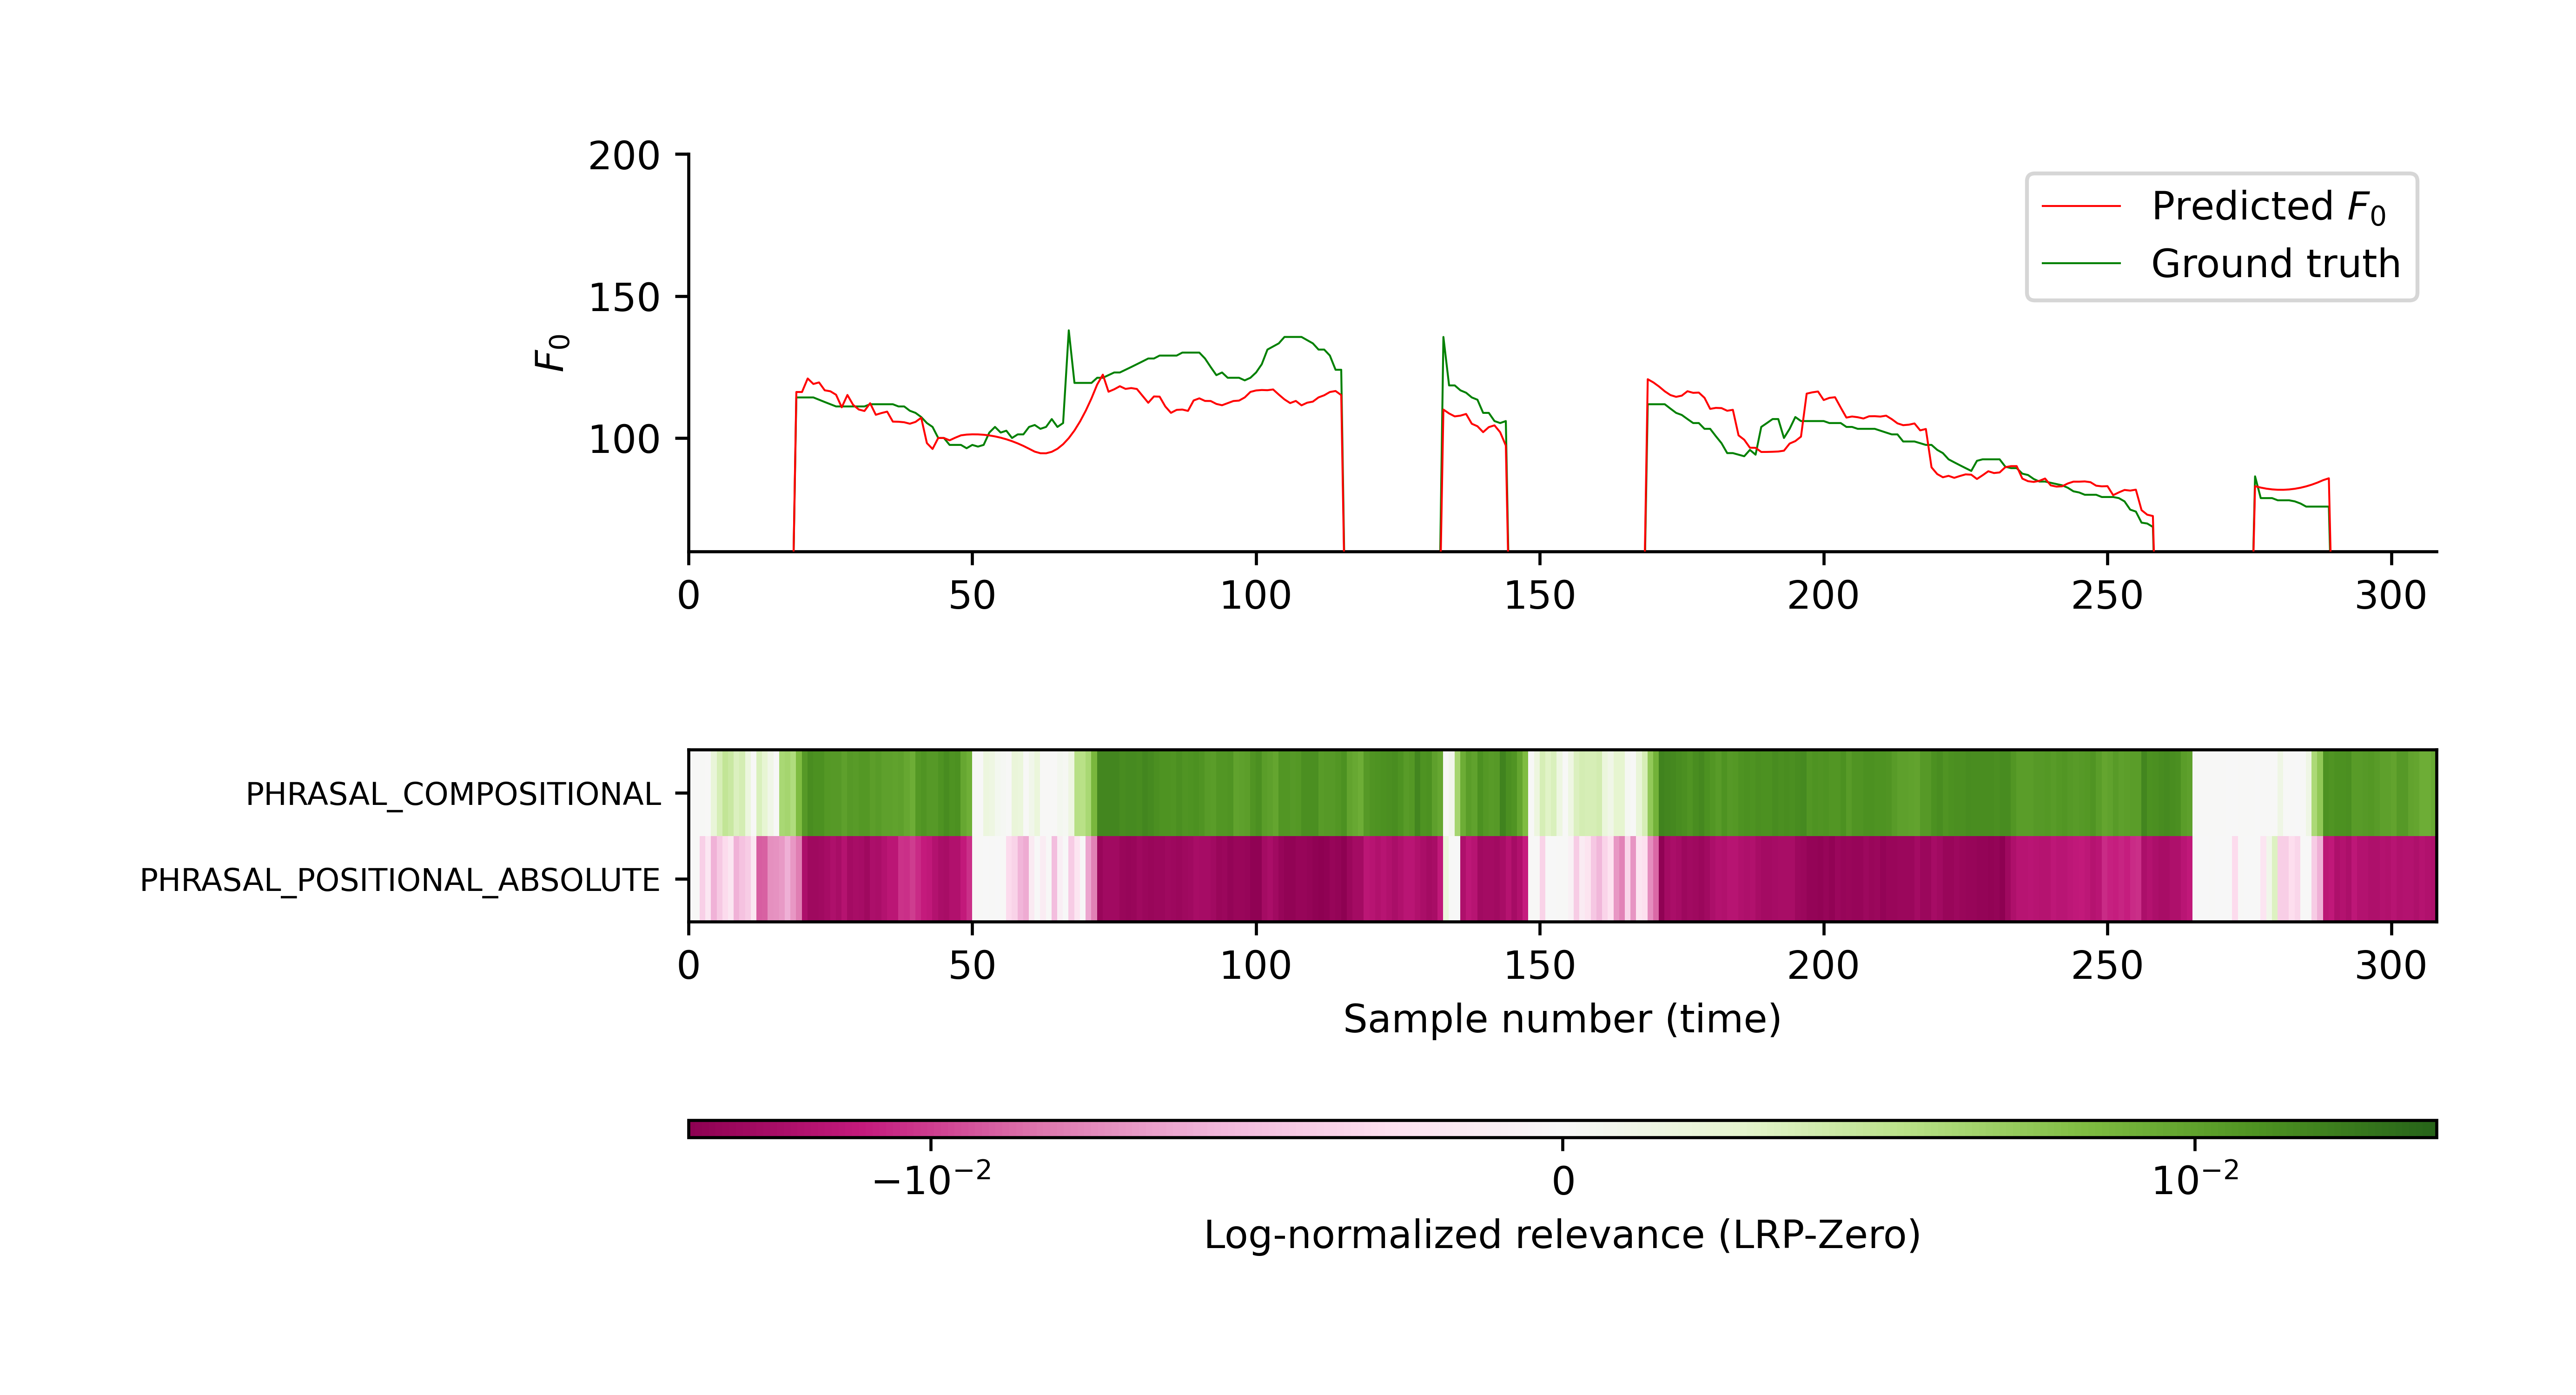 200
150
100
F₀
Predicted F₀
Ground truth
0 50 100 150 200 250 300
PHRASAL_COMPOSITIONAL
PHRASAL_POSITIONAL_ABSOLUTE
0 50 100 150 200 250 300
Sample number (time)
−10⁻² 0 10⁻²
Log-normalized relevance (LRP-Zero)